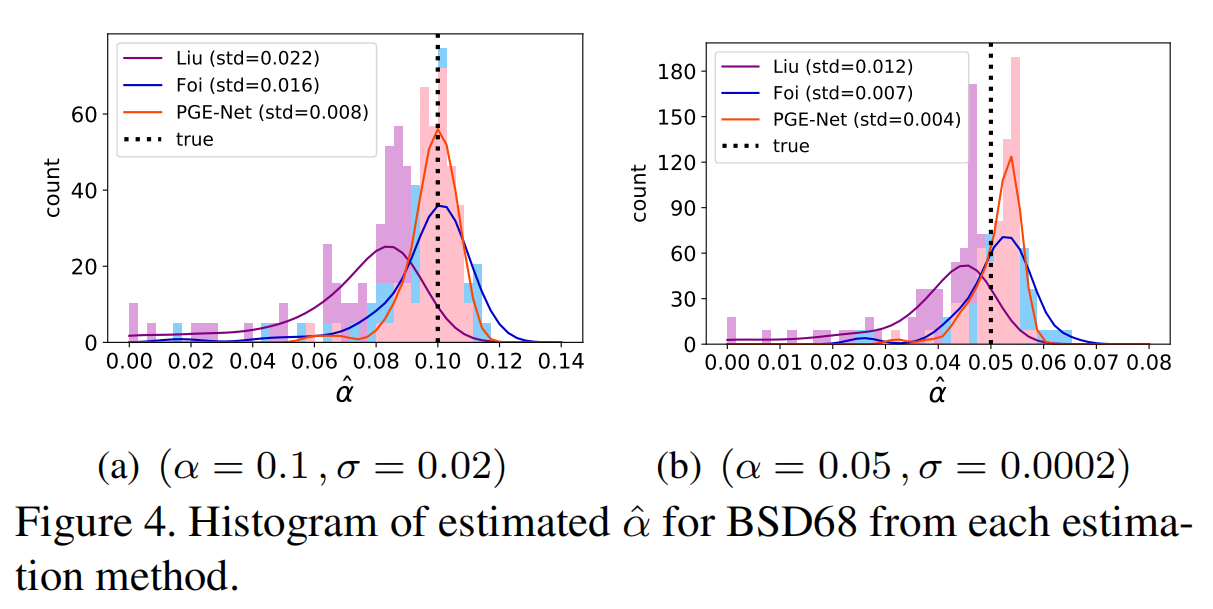 Liu (std=0.022)
Foi (std=0.016)
PGE-Net (std=0.008)
true
count
60
40
20
0
0.00 0.02 0.04 0.06 0.08 0.10 0.12 0.14
α̂
Liu (std=0.012)
Foi (std=0.007)
PGE-Net (std=0.004)
true
count
180
150
120
90
60
30
0
0.00 0.01 0.02 0.03 0.04 0.05 0.06 0.07 0.08
α̂
(a) (α = 0.1 , σ = 0.02)
(b) (α = 0.05 , σ = 0.0002)
Figure 4. Histogram of estimated α̂ for BSD68 from each estima-
tion method.